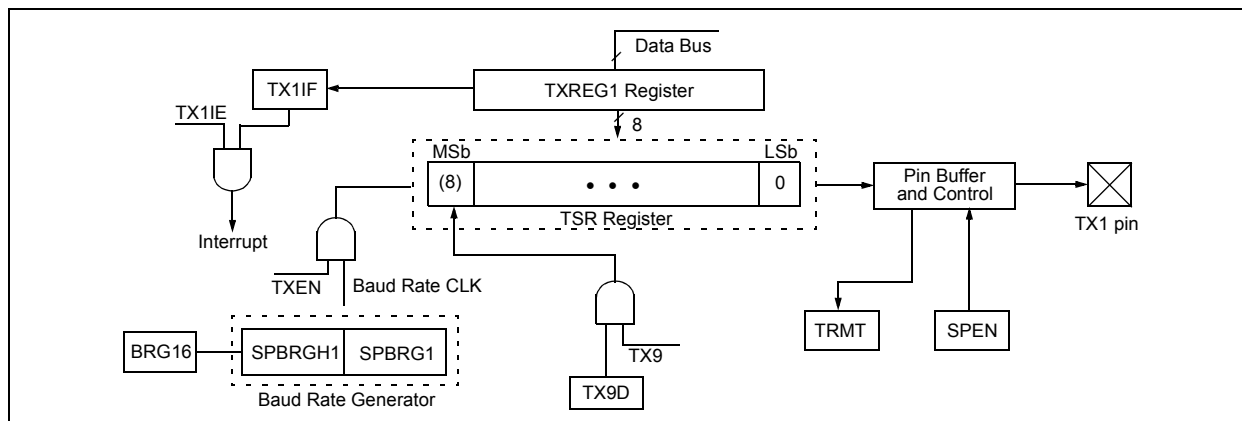 Data Bus
TX1IF
TXREG1 Register
TX1IE
8
MSb
LSb
(8)
• • •
0
Pin Buffer
and Control
TSR Register
TX1 pin
Interrupt
TXEN
Baud Rate CLK
TRMT
SPEN
BRG16
SPBRGH1
SPBRG1
TX9
TX9D
Baud Rate Generator